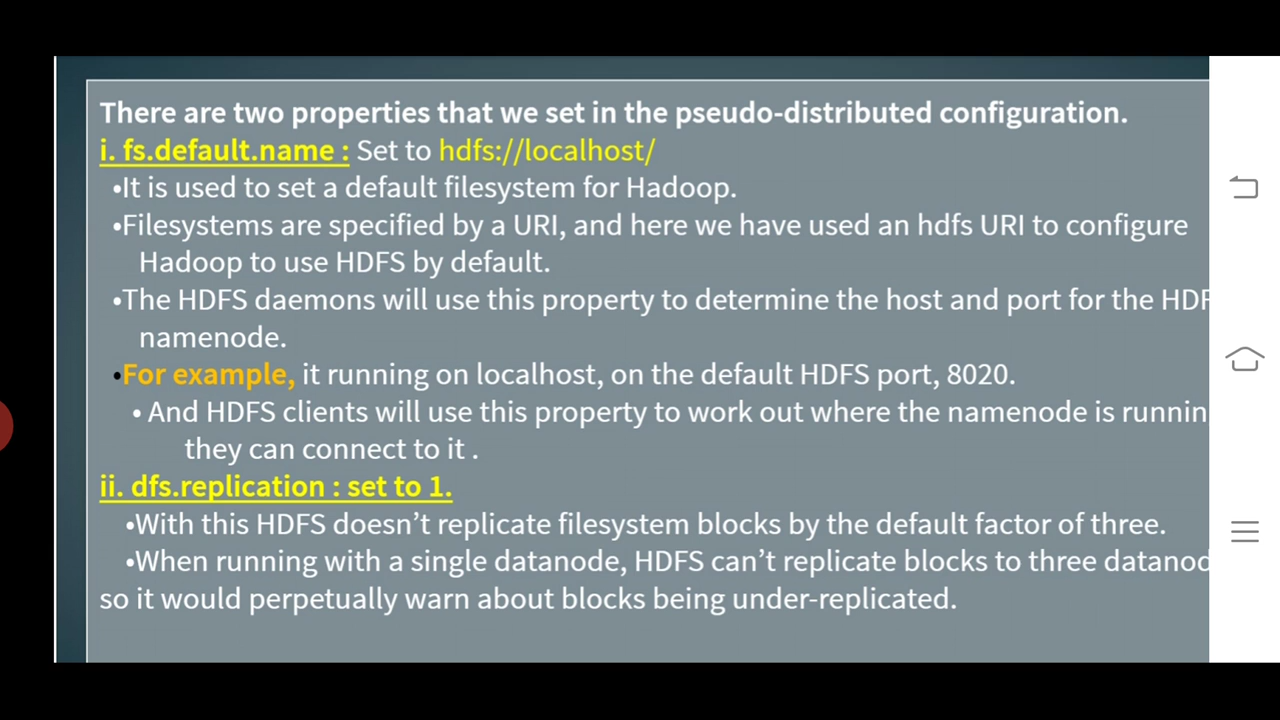 There are two properties that we set in the pseudo-distributed configuration.
i. fs.default.name : Set to hdfs://localhost/
•It is used to set a default filesystem for Hadoop.
•Filesystems are specified by a URI, and here we have used an hdfs URI to configure
Hadoop to use HDFS by default.
•The HDFS daemons will use this property to determine the host and port for the
namenode.
•For example, it running on localhost, on the default HDFS port, 8020.
• And HDFS clients will use this property to work out where the namenode is
they can connect to it .
ii. dfs.replication : set to 1.
•With this HDFS doesn’t replicate filesystem blocks by the default factor of three.
•When running with a single datanode, HDFS can’t replicate blocks to three
so it would perpetually warn about blocks being under-replicated.